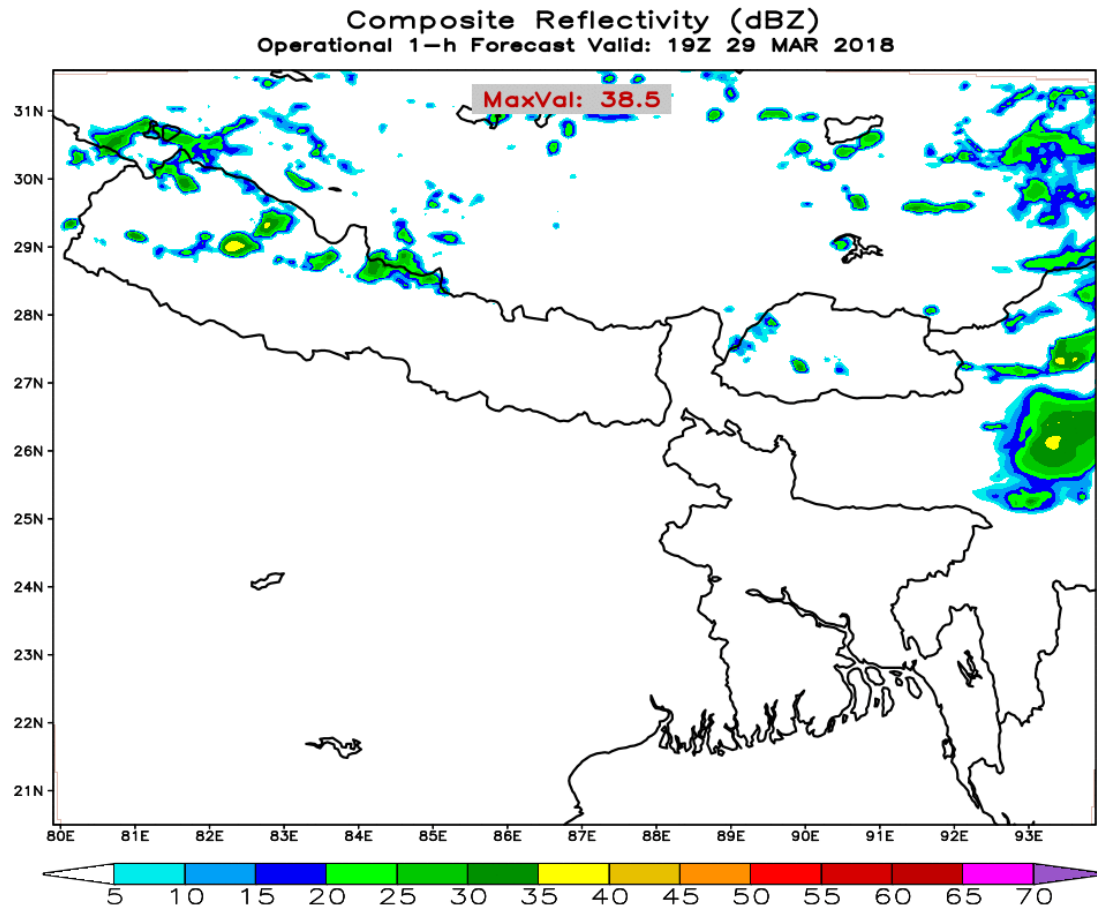 Composite Reflectivity (dBZ)
Operational 1-h Forecast Valid: 19Z 29 MAR 2018
MaxVal: 38.5
31N
30N
29N
28N
27N
26N
25N
24N
23N
22N
21N
80E 81E 82E 83E 84E 85E 86E 87E 88E 89E 90E 91E 92E 93E
5 10 15 20 25 30 35 40 45 50 55 60 65 70